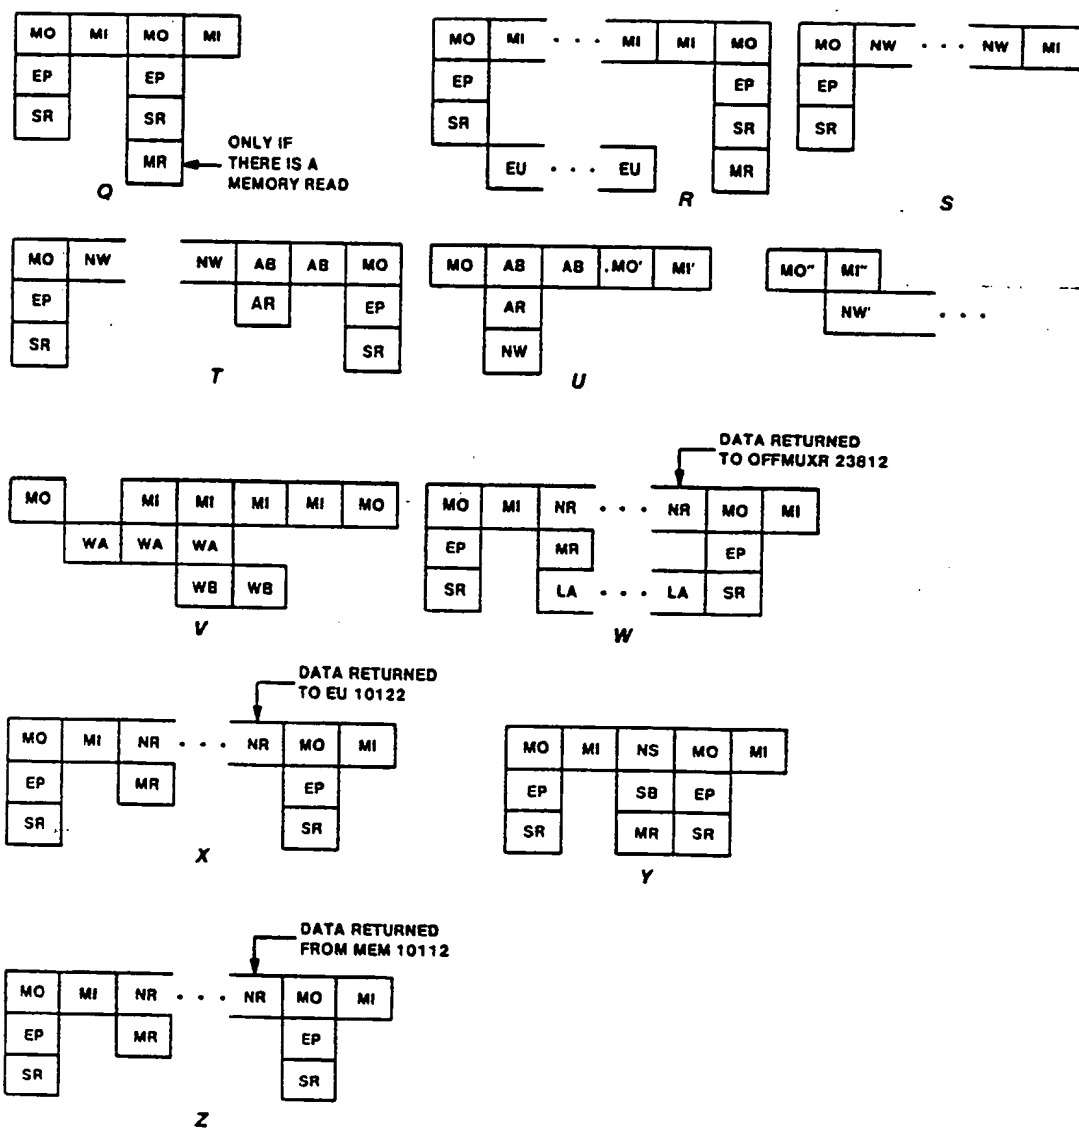 MO MI MO MI
EP EP
SR SR
MR
ONLY IF
THERE IS A
MEMORY READ
Q
MO MI . . . MI MI MO
EP EP
SR SR
EU . . . EU MR
R
MO NW . . . NW MI
EP
SR
S
MO NW NW AB AB MO
EP AR EP
SR SR
T
MO AB AB .MO' MI'
AR
NW
U
MO" MI"
NW' . . .
MO MI MI MI MI MO
WA WA WA
WB WB
V
DATA RETURNED
TO OFFMUXR 23812
MO MI NR . . . NR MO MI
EP MR EP
SR LA . . . LA SR
W
DATA RETURNED
TO EU 10122
MO MI NR . . . NR MO MI
EP MR EP
SR SR
X
MO MI NS MO MI
EP SB EP
SR MR SR
Y
DATA RETURNED
FROM MEM 10112
MO MI NR . . . NR MO MI
EP MR EP
SR SR
Z